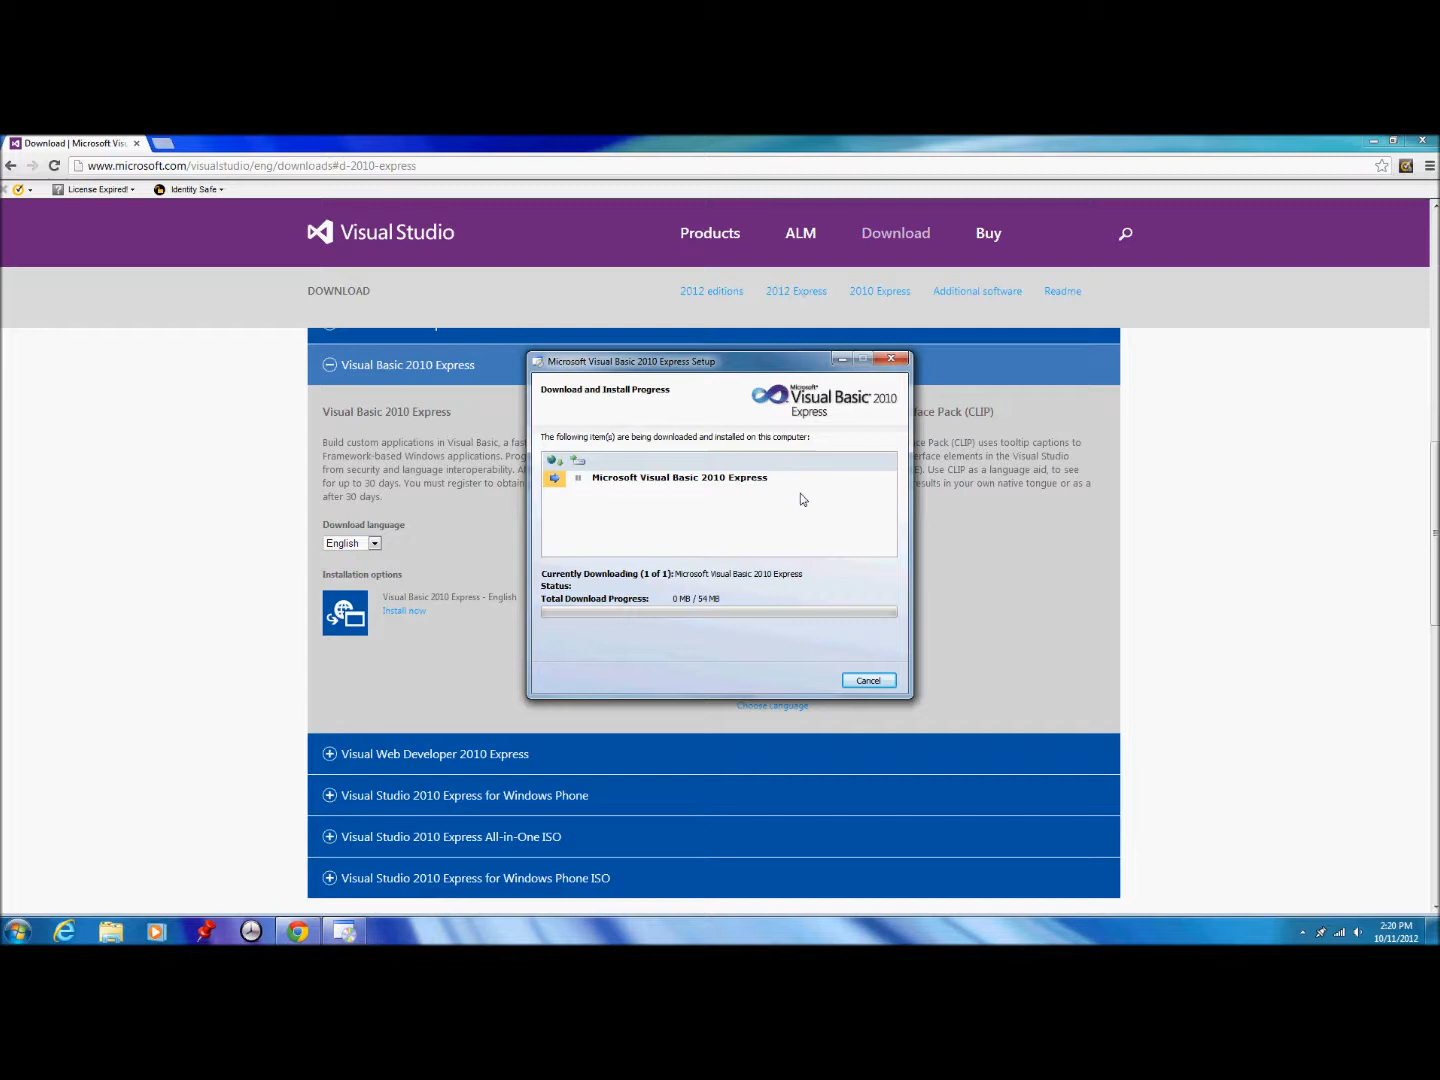 Download | Microsoft Visu
www.microsoft.com/visualstudio/eng/downloads#d-2010-express
License Expired!
Identity Safe
Visual Studio
Products
ALM
Download
Buy
DOWNLOAD
2012 editions
2012 Express
2010 Express
Additional software
Readme
Visual Basic 2010 Express
Visual Basic 2010 Express
Build custom applications in Visual Basic, a fas
Framework-based Windows applications.
from security and language interoperability. A
for up to 30 days. You must register to obtain
after 30 days.
Download language
English
Installation options
Visual Basic 2010 Express - English
Install now
Microsoft Visual Basic 2010 Express Setup
Download and Install Progress
Microsoft
Visual Basic 2010
Express
The following item(s) are being downloaded and installed on this computer:
Microsoft Visual Basic 2010 Express
Currently Downloading (1 of 1): Microsoft Visual Basic 2010 Express
Status:
Total Download Progress: 0 MB / 54 MB
Cancel
face Pack (CLIP)
e Pack (CLIP) uses tooltip captions to
erface elements in the Visual Studio
. Use CLIP as a language aid, to see
results in your own native tongue or as a
Choose Language
Visual Web Developer 2010 Express
Visual Studio 2010 Express for Windows Phone
Visual Studio 2010 Express All-in-One ISO
Visual Studio 2010 Express for Windows Phone ISO
2:20 PM
10/11/2012